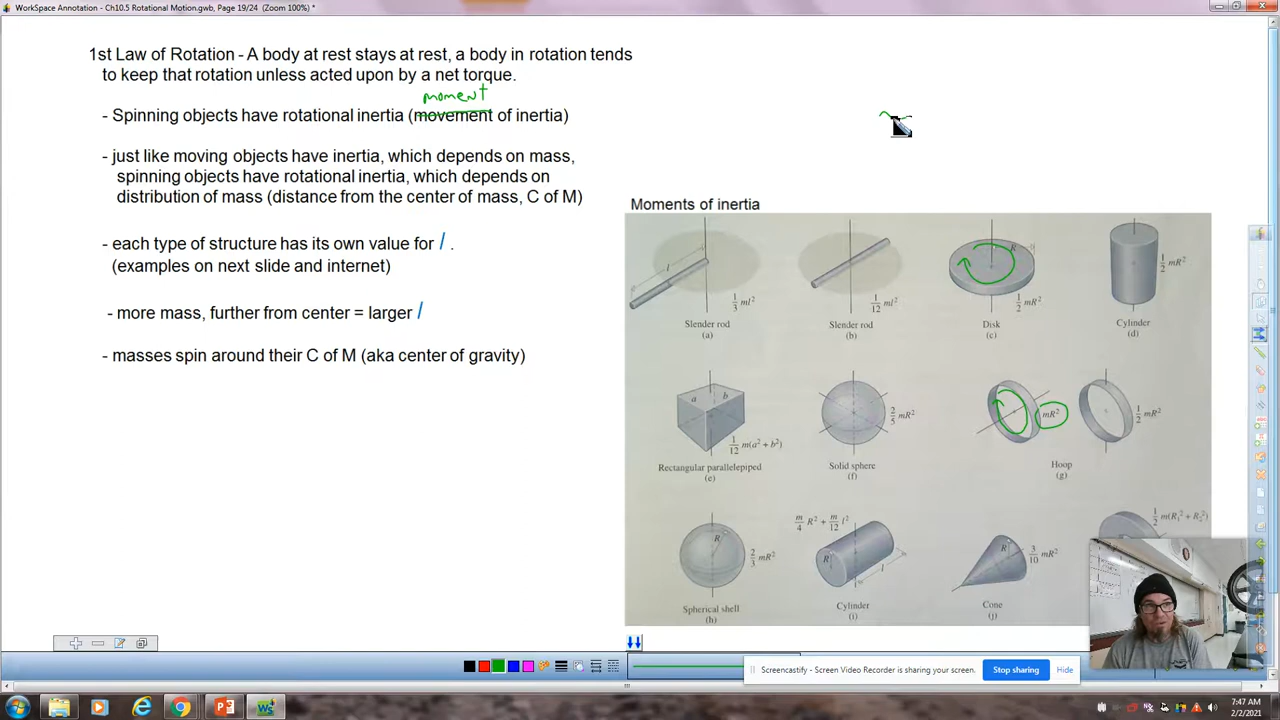 WorkSpace Annotation - Ch10.5 Rotational Motion.gwb, Page 19/24 (Zoom 100%) *
1st Law of Rotation - A body at rest stays at rest, a body in rotation tends
to keep that rotation unless acted upon by a net torque.
moment
- Spinning objects have rotational inertia (movement of inertia)
- just like moving objects have inertia, which depends on mass,
spinning objects have rotational inertia, which depends on
distribution of mass (distance from the center of mass, C of M)
- each type of structure has its own value for I .
(examples on next slide and internet)
- more mass, further from center = larger I
- masses spin around their C of M (aka center of gravity)
Moments of inertia
l
1/3 ml²
Slender rod
(a)
1/12 ml²
Slender rod
(b)
R
1/2 mR²
Disk
(c)
1/2 mR²
Cylinder
(d)
a b
1/12 m(a² + b²)
Rectangular parallelepiped
(e)
2/5 mR²
Solid sphere
(f)
mR²
1/2 mR²
Hoop
(g)
R
2/3 mR²
Spherical shell
(h)
m/4 R² + m/12 l²
R
l
Cylinder
(i)
R
3/10 mR²
Cone
(j)
1/2 m(R₁² + R₂²)
Screencastify - Screen Video Recorder is sharing your screen.
Stop sharing
Hide
7:47 AM
2/2/2021